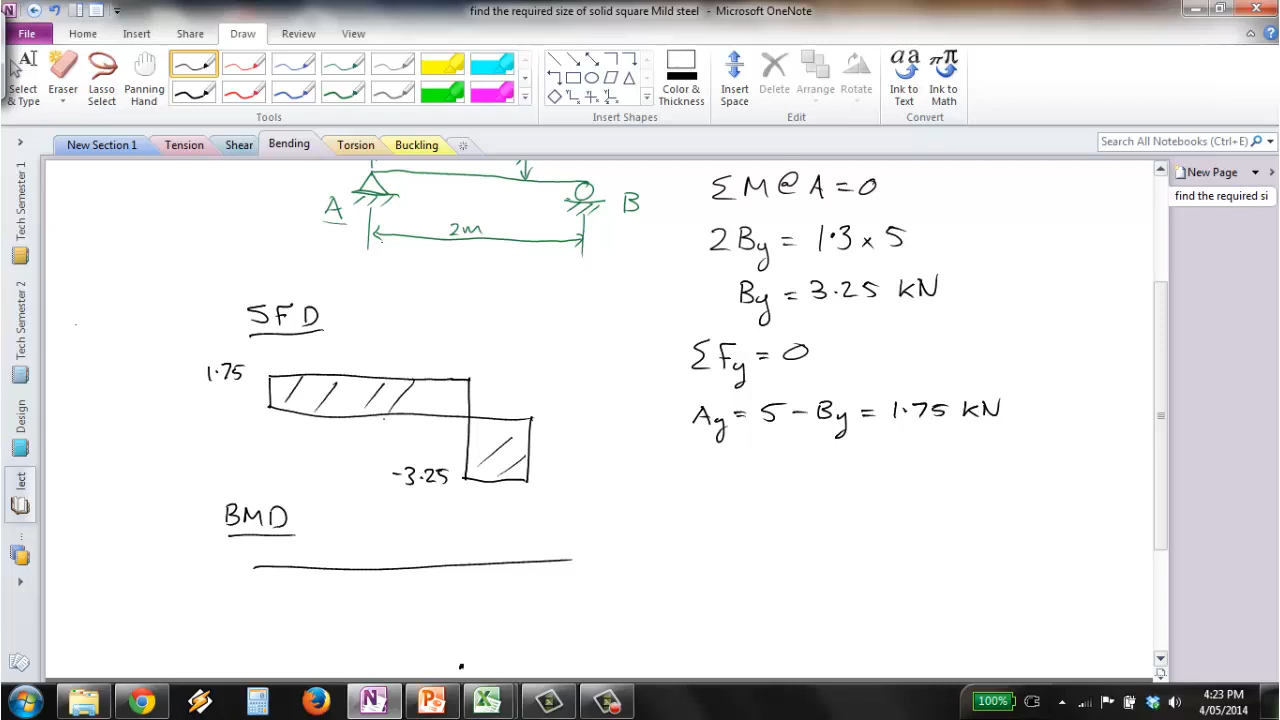 find the required size of solid square Mild steel - Microsoft OneNote
File Home Insert Share Draw Review View
Select & Type
Eraser
Lasso Select
Panning Hand
Color & Thickness
Insert Space
Delete
Arrange
Rotate
Ink to Text
Ink to Math
Tools Insert Shapes Edit Convert
New Section 1 Tension Shear Bending Torsion Buckling
Search All Notebooks (Ctrl+E)
New Page
find the required si
Tech Semester 1
Tech Semester 2
Design
lect
A
B
2m
SFD
1.75
-3.25
BMD
ΣM@A=0
2By = 1.3 x 5
By = 3.25 kN
ΣFy = 0
Ay = 5 - By = 1.75 kN
100%
4:23 PM
4/05/2014